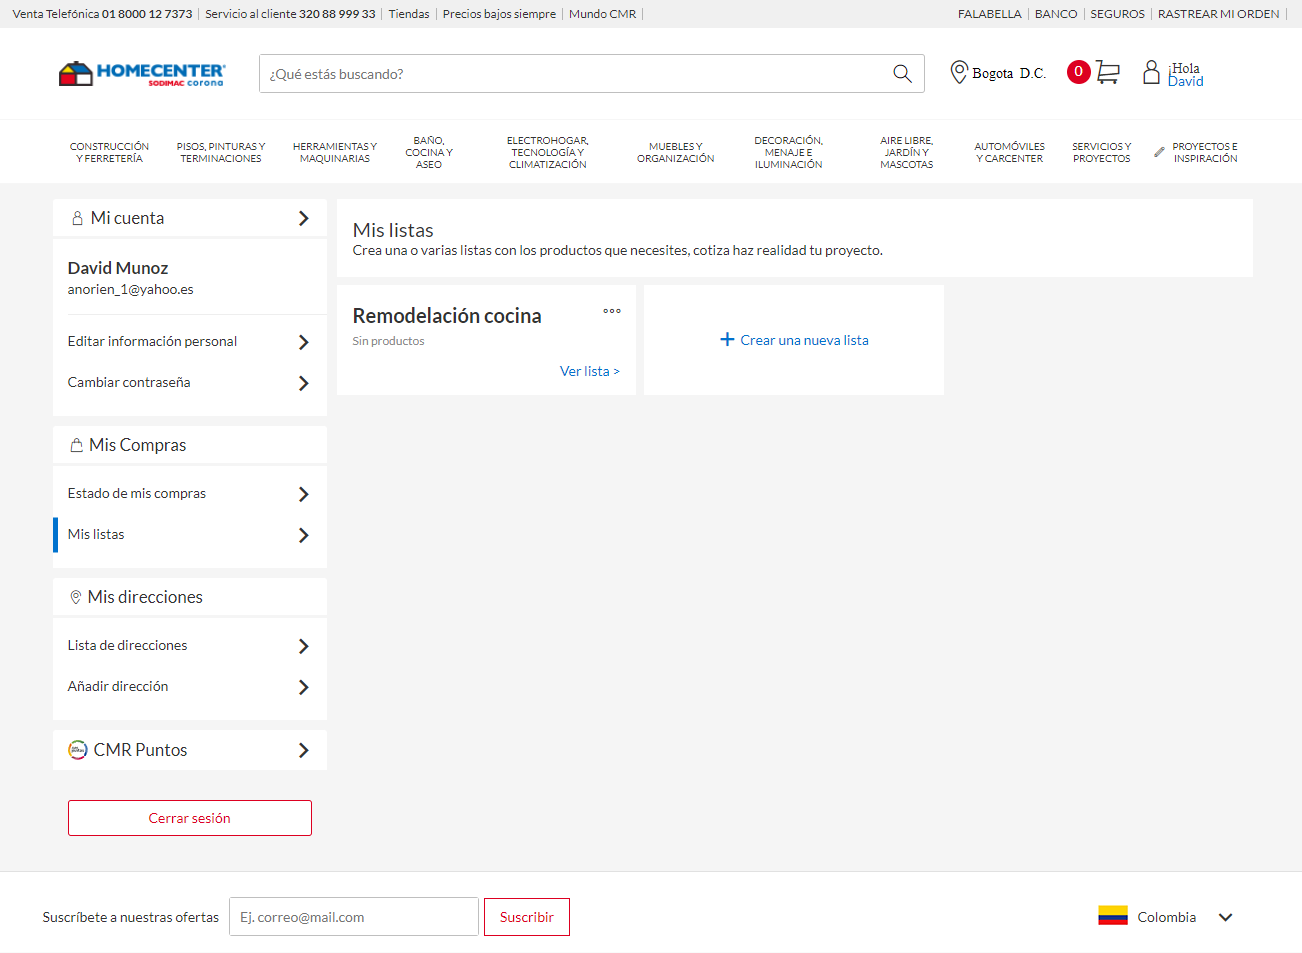 Venta Telefónica 01 8000 12 7373 | Servicio al cliente 320 88 999 33 | Tiendas | Precios bajos siempre | Mundo CMR |
FALABELLA | BANCO | SEGUROS | RASTREAR MI ORDEN |
HOMECENTER
SODIMAC corona
¿Qué estás buscando?
Bogota D.C.
0
¡Hola
David
CONSTRUCCIÓN
Y FERRETERÍA
PISOS, PINTURAS Y
TERMINACIONES
HERRAMIENTAS Y
MAQUINARIAS
BAÑO,
COCINA Y
ASEO
ELECTROHOGAR,
TECNOLOGÍA Y
CLIMATIZACIÓN
MUEBLES Y
ORGANIZACIÓN
DECORACIÓN,
MENAJE E
ILUMINACIÓN
AIRE LIBRE,
JARDÍN Y
MASCOTAS
AUTOMÓVILES
Y CARCENTER
SERVICIOS Y
PROYECTOS
PROYECTOS E
INSPIRACIÓN
Mi cuenta
David Munoz
anorien_1@yahoo.es
Editar información personal
Cambiar contraseña
Mis Compras
Estado de mis compras
Mis listas
Mis direcciones
Lista de direcciones
Añadir dirección
CMR Puntos
Cerrar sesión
Mis listas
Crea una o varias listas con los productos que necesites, cotiza haz realidad tu proyecto.
Remodelación cocina
Sin productos
Ver lista >
Crear una nueva lista
Suscríbete a nuestras ofertas
Ej. correo@mail.com
Suscribir
Colombia